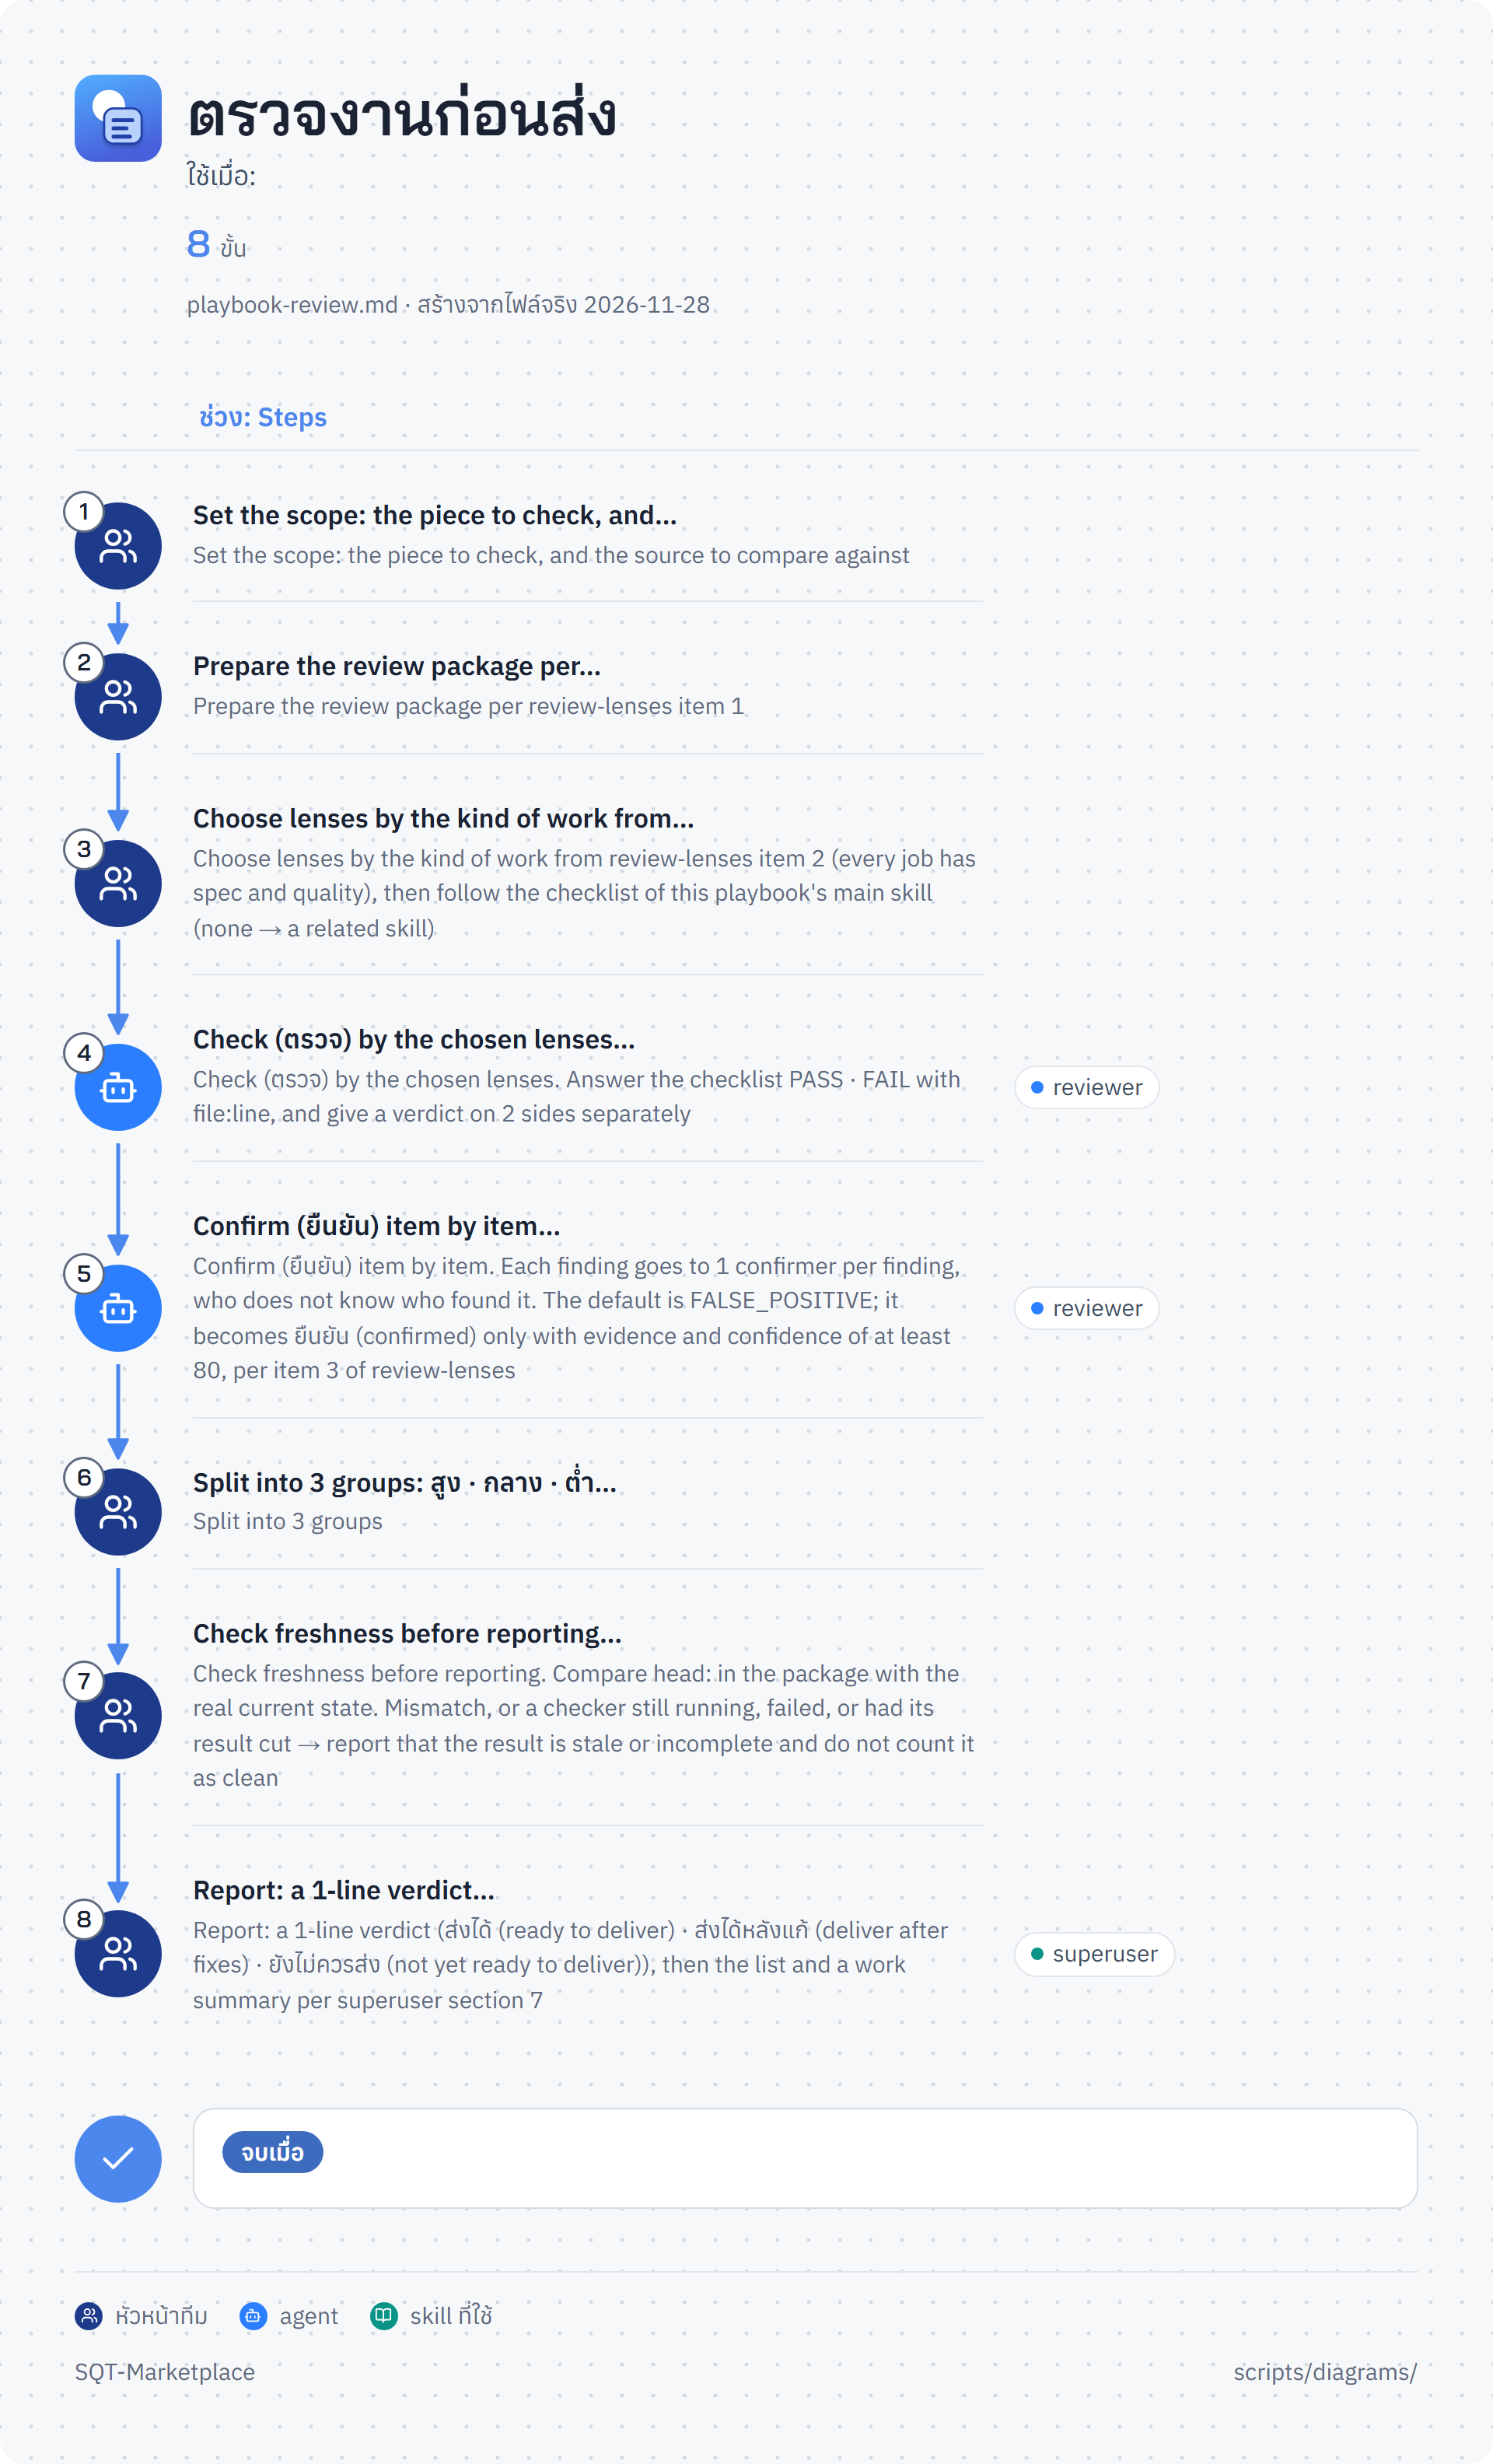 ตรวจงานก่อนส่ง
ใช้เมื่อ:
8 ขั้น
playbook-review.md · สร้างจากไฟล์จริง 2026-11-28
ช่วง: Steps
1
Set the scope: the piece to check, and...
Set the scope: the piece to check, and the source to compare against
2
Prepare the review package per...
Prepare the review package per review-lenses item 1
3
Choose lenses by the kind of work from...
Choose lenses by the kind of work from review-lenses item 2 (every job has
spec and quality), then follow the checklist of this playbook's main skill
(none → a related skill)
4
Check (ตรวจ) by the chosen lenses...
Check (ตรวจ) by the chosen lenses. Answer the checklist PASS · FAIL with
file:line, and give a verdict on 2 sides separately
reviewer
5
Confirm (ยืนยัน) item by item...
Confirm (ยืนยัน) item by item. Each finding goes to 1 confirmer per finding,
who does not know who found it. The default is FALSE_POSITIVE; it
becomes ยืนยัน (confirmed) only with evidence and confidence of at least
80, per item 3 of review-lenses
reviewer
6
Split into 3 groups: สูง · กลาง · ต่ำ...
Split into 3 groups
7
Check freshness before reporting...
Check freshness before reporting. Compare head: in the package with the
real current state. Mismatch, or a checker still running, failed, or had its
result cut → report that the result is stale or incomplete and do not count it
as clean
8
Report: a 1-line verdict...
Report: a 1-line verdict (ส่งได้ (ready to deliver) · ส่งได้หลังแก้ (deliver after
fixes) · ยังไม่ควรส่ง (not yet ready to deliver)), then the list and a work
summary per superuser section 7
superuser
จบเมื่อ
หัวหน้าทีม agent skill ที่ใช้
SQT-Marketplace scripts/diagrams/